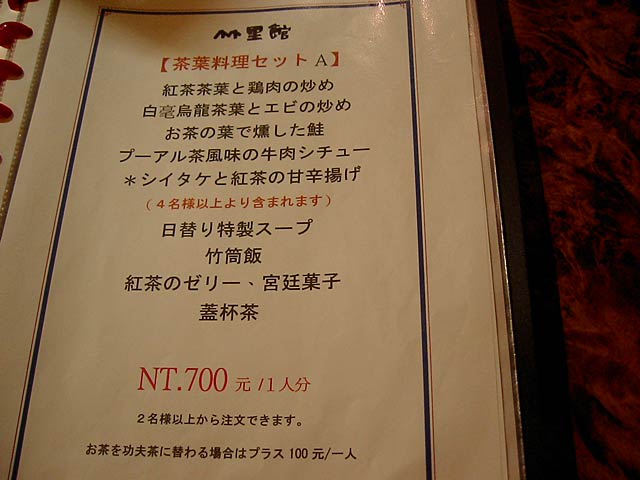 竹里館
【茶葉料理セット A】
紅茶茶葉と鶏肉の炒め
白毫烏龍茶葉とエビの炒め
お茶の葉で燻した鮭
プーアル茶風味の牛肉シチュー
＊シイタケと紅茶の甘辛揚げ
（４名様以上より含まれます）
日替り特製スープ
竹筒飯
紅茶のゼリー、宮廷菓子
蓋杯茶
NT.700 元 /1 人分
２名様以上から注文できます。
お茶を功夫茶に替わる場合はプラス 100 元/一人